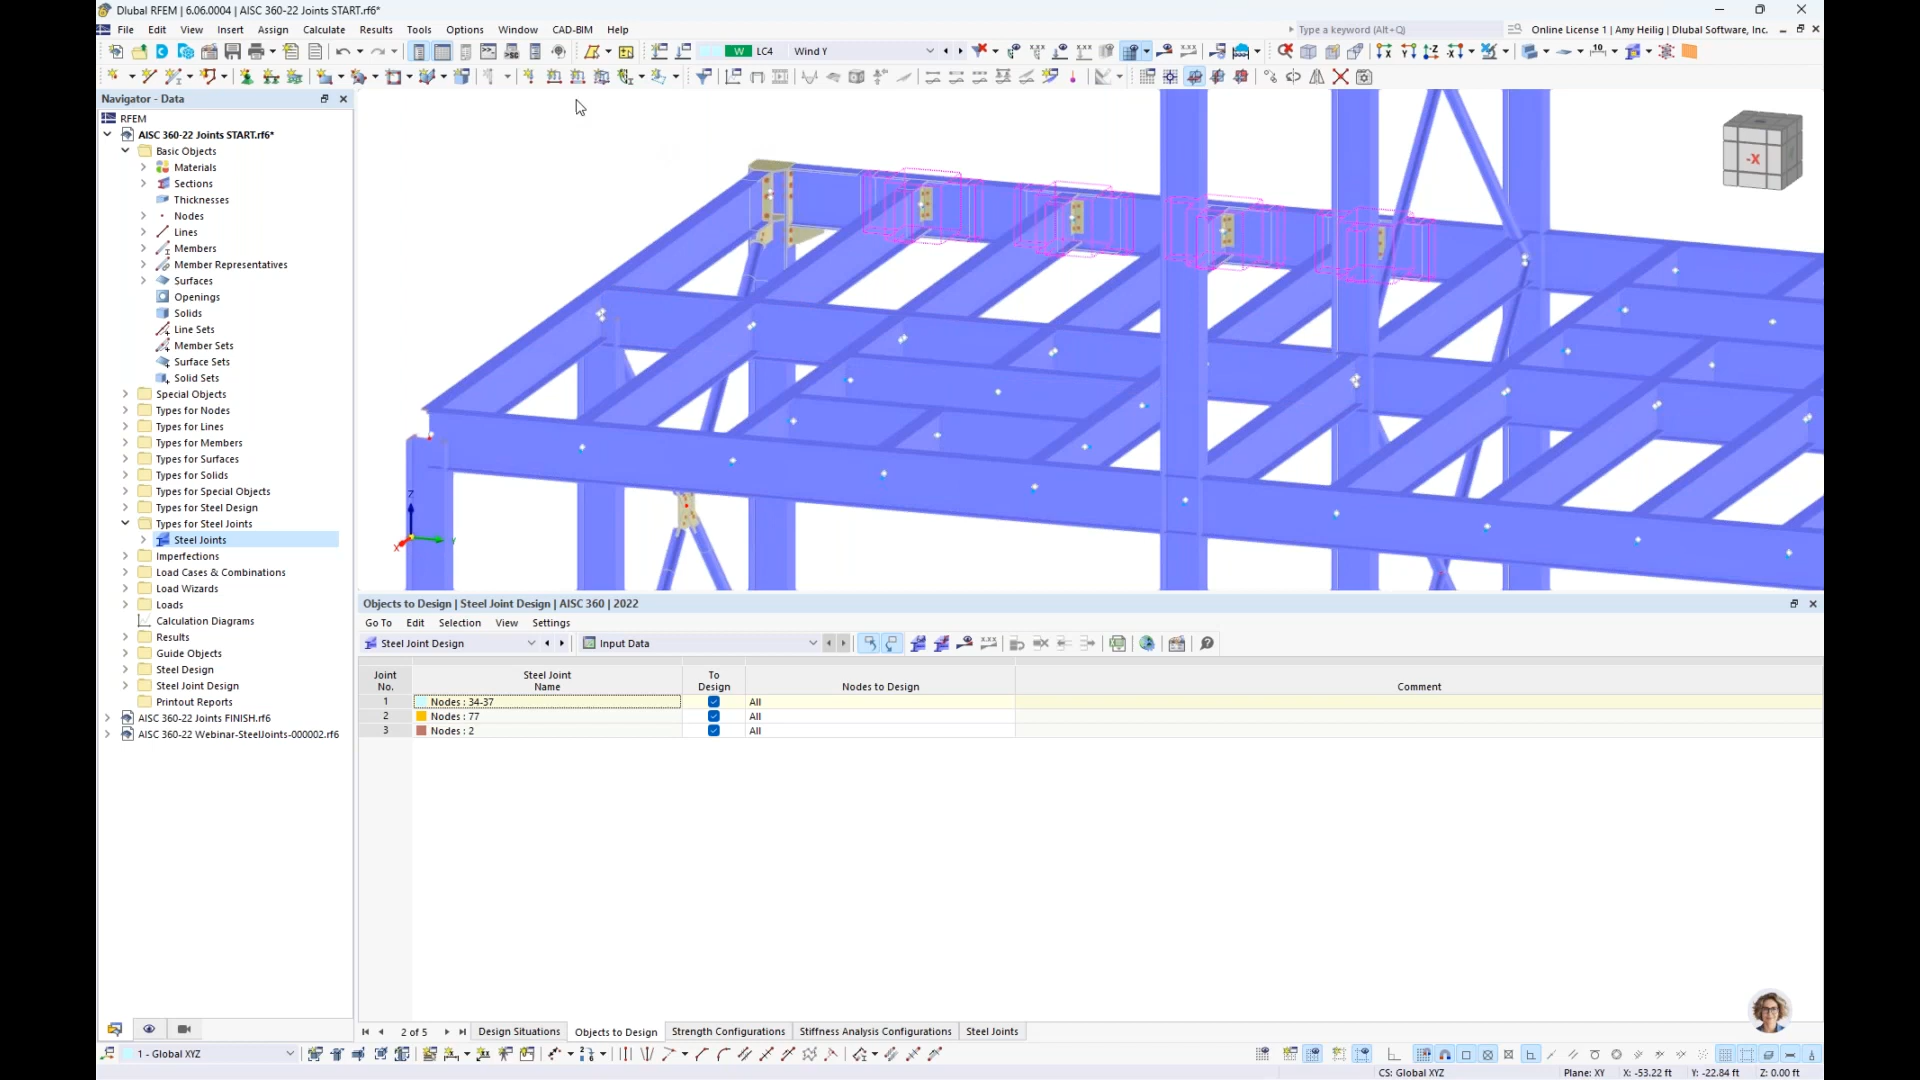 Dlubal RFEM | 6.06.0004 | AISC 360-22 Joints START.rf6*
File Edit View Insert Assign Calculate Results Tools Options Window CAD-BIM Help
Type a keyword (Alt+Q)
Online License 1 | Amy Heilig | Dlubal Software, Inc.
W LC4 Wind Y
Navigator - Data
RFEM
AISC 360-22 Joints START.rf6*
Basic Objects
Materials
Sections
Thicknesses
Nodes
Lines
Members
Member Representatives
Surfaces
Openings
Solids
Line Sets
Member Sets
Surface Sets
Solid Sets
Special Objects
Types for Nodes
Types for Lines
Types for Members
Types for Surfaces
Types for Solids
Types for Special Objects
Types for Steel Design
Types for Steel Joints
Steel Joints
Imperfections
Load Cases & Combinations
Load Wizards
Loads
Calculation Diagrams
Results
Guide Objects
Steel Design
Steel Joint Design
Printout Reports
AISC 360-22 Joints FINISH.rf6
AISC 360-22 Webinar-SteelJoints-000002.rf6
-X
Z
X
Y
Objects to Design | Steel Joint Design | AISC 360 | 2022
Go To Edit Selection View Settings
Steel Joint Design
Input Data
Joint No. Steel Joint Name To Design Nodes to Design Comment
1 Nodes : 34-37 All
2 Nodes : 77 All
3 Nodes : 2 All
2 of 5 Design Situations Objects to Design Strength Configurations Stiffness Analysis Configurations Steel Joints
1 - Global XYZ
CS: Global XYZ Plane: XY X: -53.22 ft Y: -22.84 ft Z: 0.00 ft